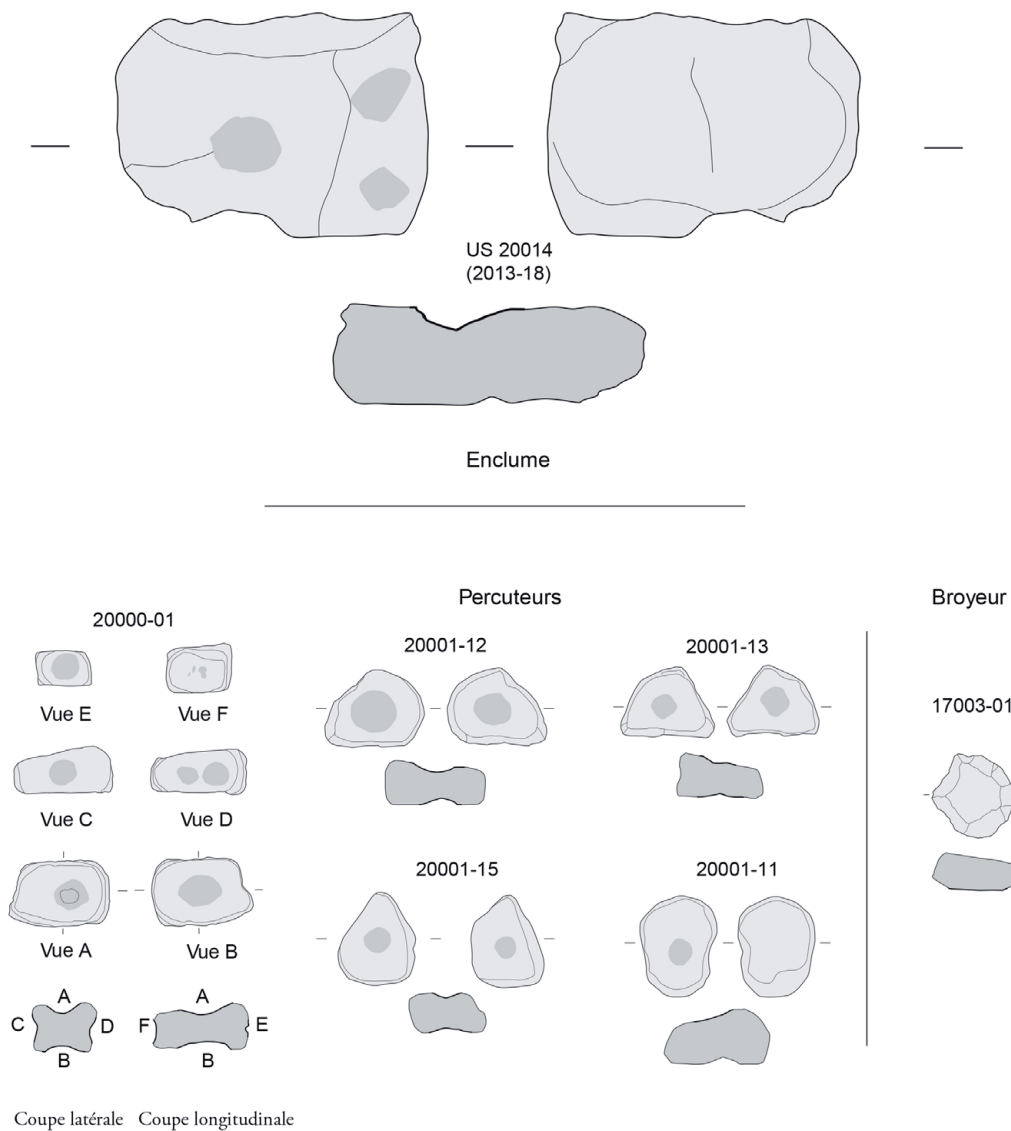 US 20014
(2013-18)
Enclume
Percuteurs
Broyeur
20000-01
Vue E Vue F
Vue C Vue D
Vue A Vue B
A A
C D F E
B B
Coupe latérale Coupe longitudinale
20001-12 20001-13
20001-15 20001-11
17003-01